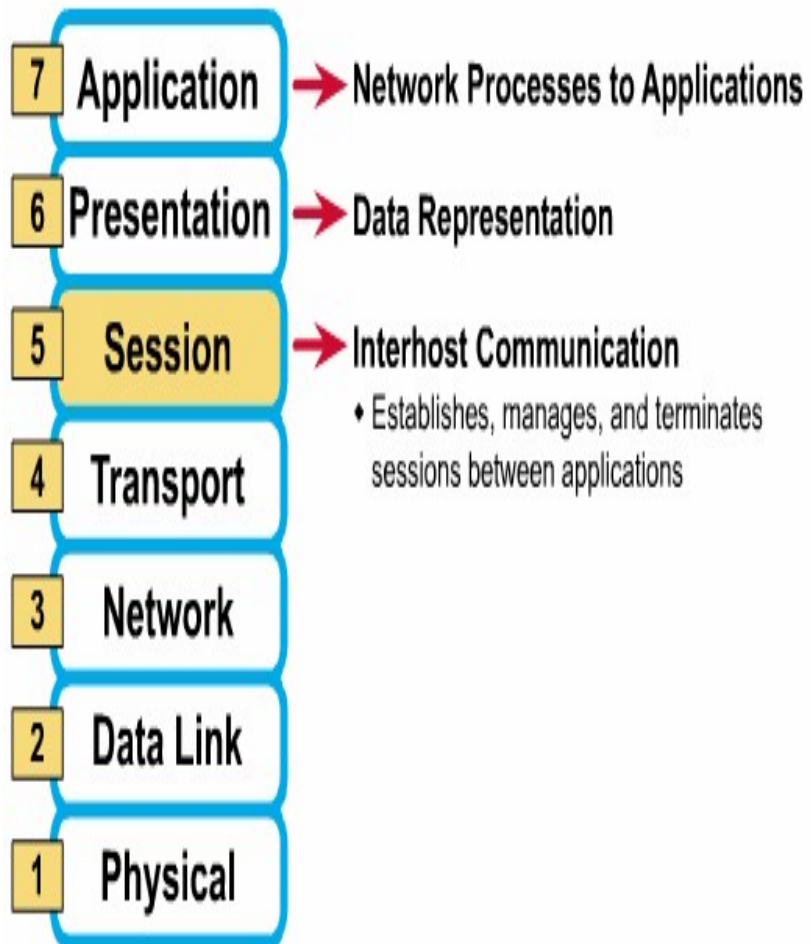 7 Application Network Processes to Applications
6 Presentation Data Representation
5 Session Interhost Communication
• Establishes, manages, and terminates
sessions between applications
4 Transport
3 Network
2 Data Link
1 Physical